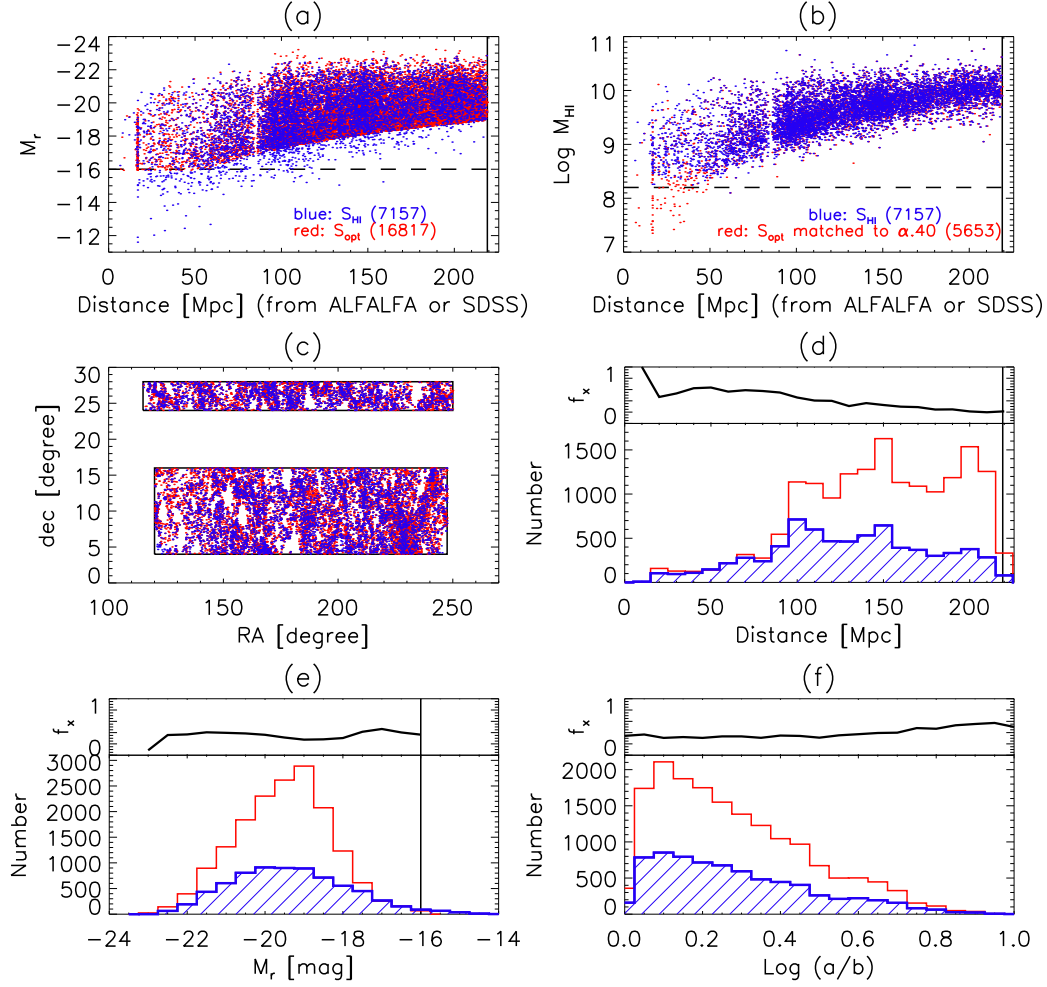 (a)
M_r
-24
-22
-20
-18
-16
-14
-12
blue: S_HI (7157)
red: S_opt (16817)
0 50 100 150 200
Distance [Mpc] (from ALFALFA or SDSS)
(b)
Log M_HI
11
10
9
8
7
blue: S_HI (7157)
red: S_opt matched to α.40 (5653)
0 50 100 150 200
Distance [Mpc] (from ALFALFA or SDSS)
(c)
dec [degree]
30
25
20
15
10
5
0
100 150 200 250
RA [degree]
(d)
f_x
1
0
Number
1500
1000
500
0
0 50 100 150 200
Distance [Mpc]
(e)
f_x
1
0
Number
3000
2500
2000
1500
1000
500
0
-24 -22 -20 -18 -16 -14
M_r [mag]
(f)
f_x
1
0
Number
2000
1500
1000
500
0
0.0 0.2 0.4 0.6 0.8 1.0
Log (a/b)